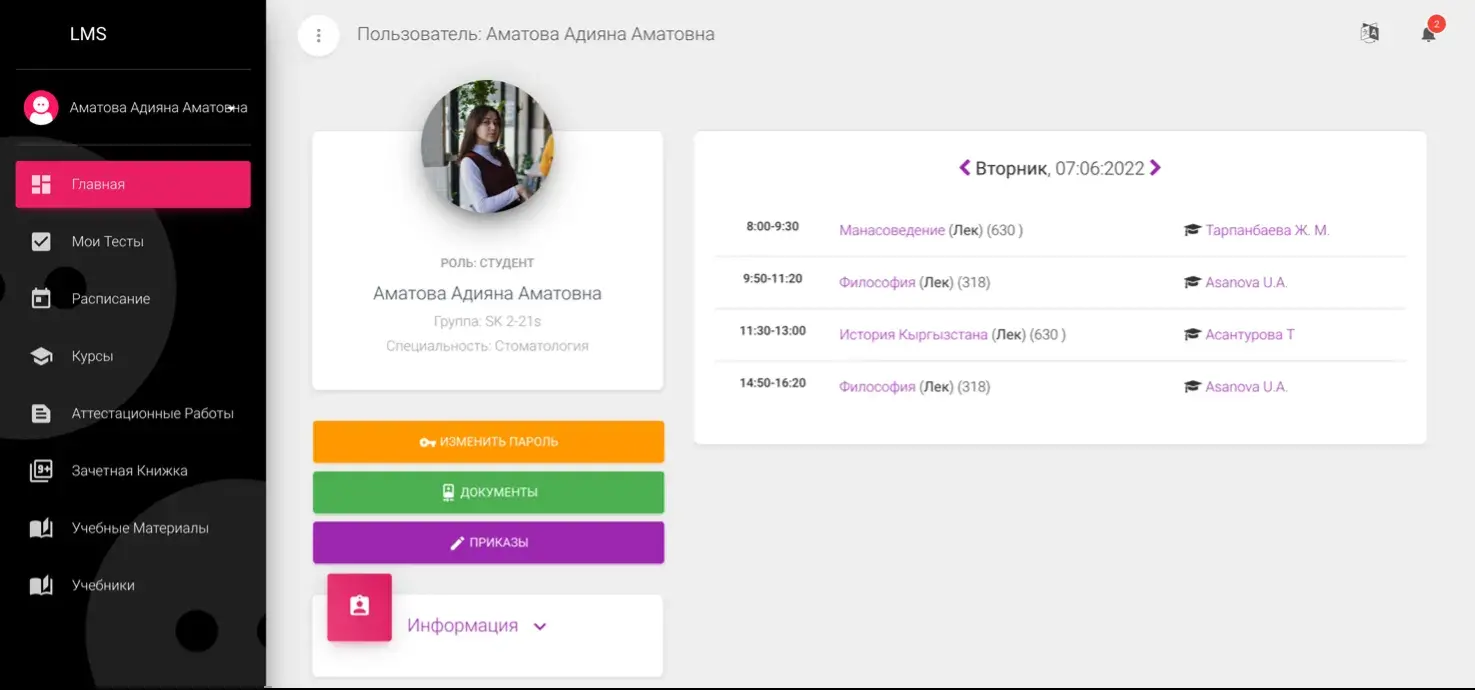 LMS
Аматова Адияна Аматовна
Главная
Мои Тесты
Расписание
Курсы
Аттестационные Работы
9+
Зачетная Книжка
Учебные Материалы
Учебники
Пользователь: Аматова Адияна Аматовна
A
2
РОЛЬ: СТУДЕНТ
Аматова Адияна Аматовна
Группа: SK 2-21s
Специальность: Стоматология
ИЗМЕНИТЬ ПАРОЛЬ
ДОКУМЕНТЫ
ПРИКАЗЫ
Информация
Вторник, 07:06:2022
8:00-9:30 Манасоведение (Лек) (630 ) Тарпанбаева Ж. М.
9:50-11:20 Философия (Лек) (318) Asanova U.A.
11:30-13:00 История Кыргызстана (Лек) (630 ) Асантурова Т
14:50-16:20 Философия (Лек) (318) Asanova U.A.